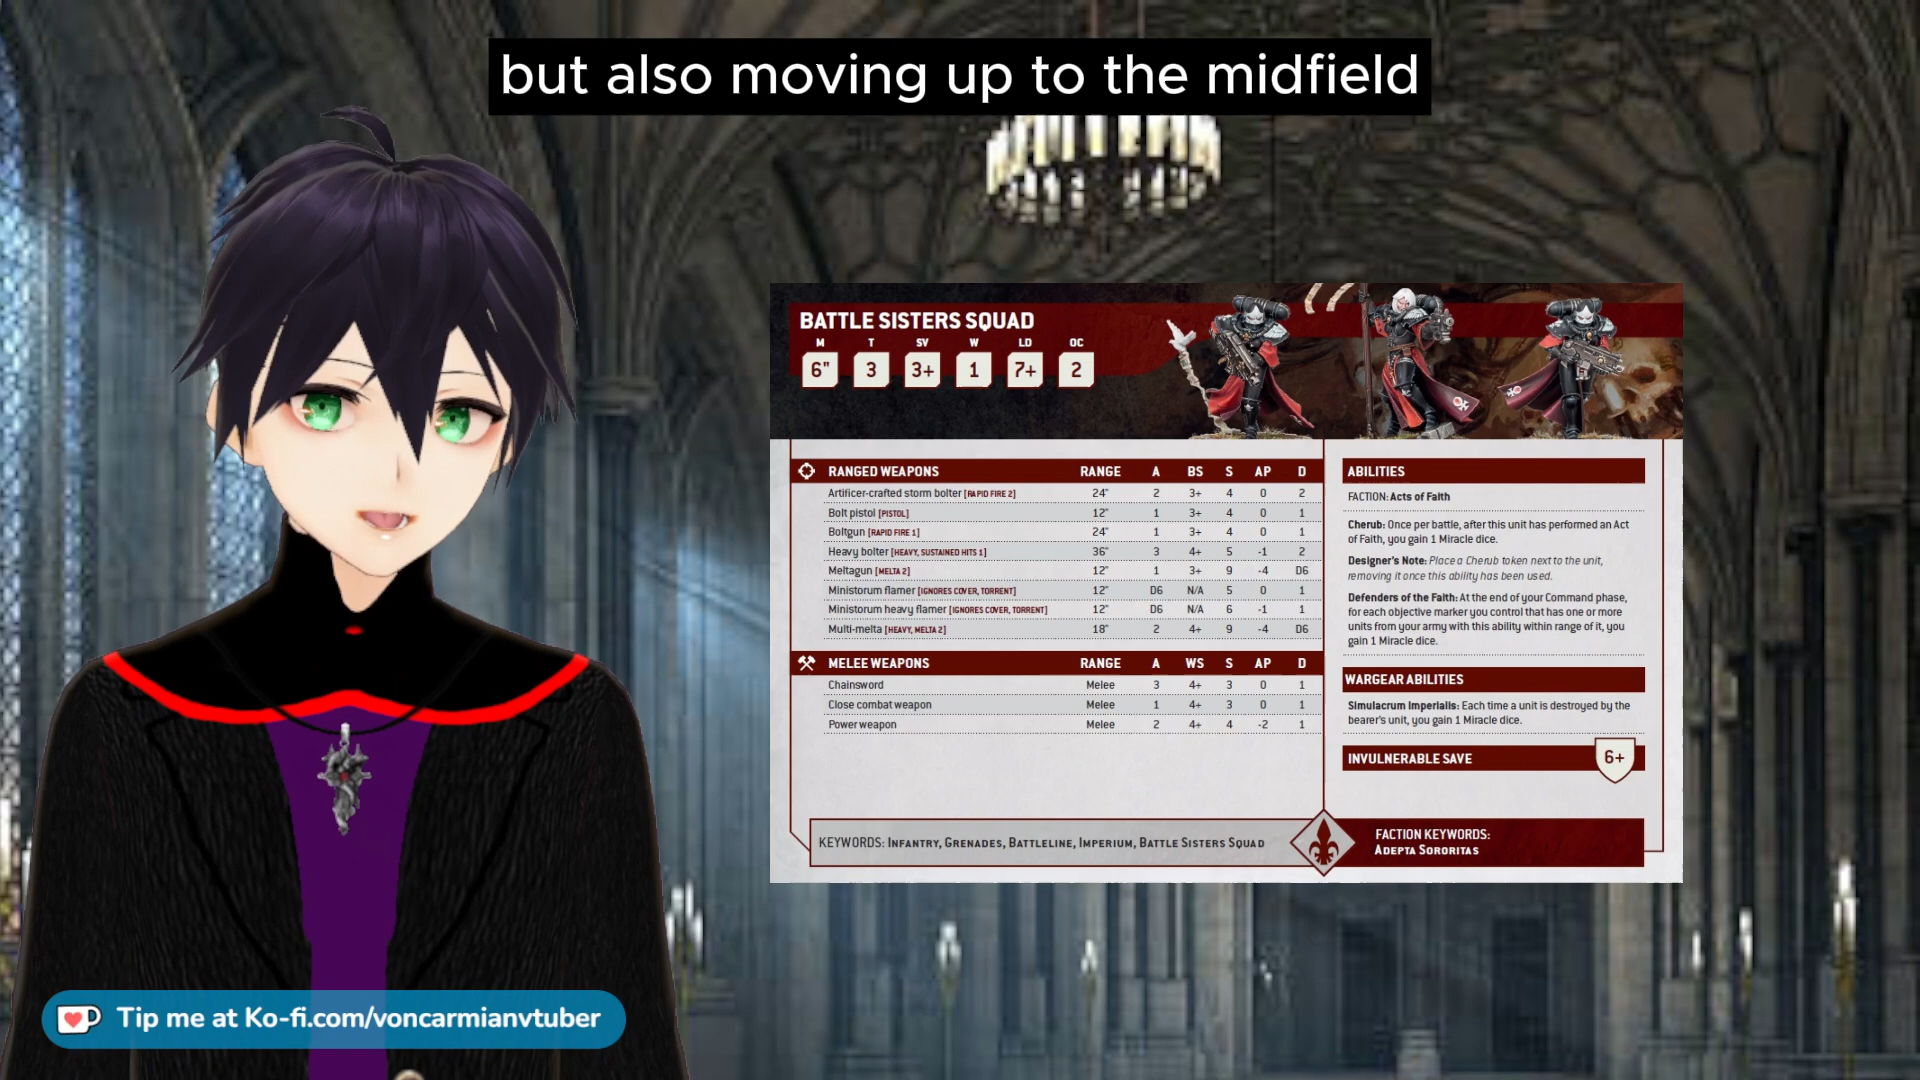 but also moving up to the midfield
BATTLE SISTERS SQUAD
M T SV W LD OC
6" 3 3+ 1 7+ 2
RANGED WEAPONS RANGE A BS S AP D
Artificer-crafted storm bolter [RAPID FIRE 2] 24" 2 3+ 4 0 2
Bolt pistol [PISTOL] 12" 1 3+ 4 0 1
Boltgun [RAPID FIRE 1] 24" 1 3+ 4 0 1
Heavy bolter [HEAVY, SUSTAINED HITS 1] 36" 3 4+ 5 -1 2
Meltagun [MELTA 2] 12" 1 3+ 9 -4 D6
Ministorum flamer [IGNORES COVER, TORRENT] 12" D6 N/A 5 0 1
Ministorum heavy flamer [IGNORES COVER, TORRENT] 12" D6 N/A 6 -1 1
Multi-melta [HEAVY, MELTA 2] 18" 2 4+ 9 -4 D6
MELEE WEAPONS RANGE A WS S AP D
Chainsword Melee 3 4+ 3 0 1
Close combat weapon Melee 1 4+ 3 0 1
Power weapon Melee 2 4+ 4 -2 1
ABILITIES
FACTION: Acts of Faith
Cherub: Once per battle, after this unit has performed an Act
of Faith, you gain 1 Miracle dice.
Designer's Note: Place a Cherub token next to the unit,
removing it once this ability has been used.
Defenders of the Faith: At the end of your Command phase,
for each objective marker you control that has one or more
units from your army with this ability within range of it, you
gain 1 Miracle dice.
WARGEAR ABILITIES
Simulacrum Imperialis: Each time a unit is destroyed by the
bearer's unit, you gain 1 Miracle dice.
INVULNERABLE SAVE 6+
KEYWORDS: INFANTRY, GRENADES, BATTLELINE, IMPERIUM, BATTLE SISTERS SQUAD
FACTION KEYWORDS:
ADEPTA SORORITAS
Tip me at Ko-fi.com/voncarmianvtuber